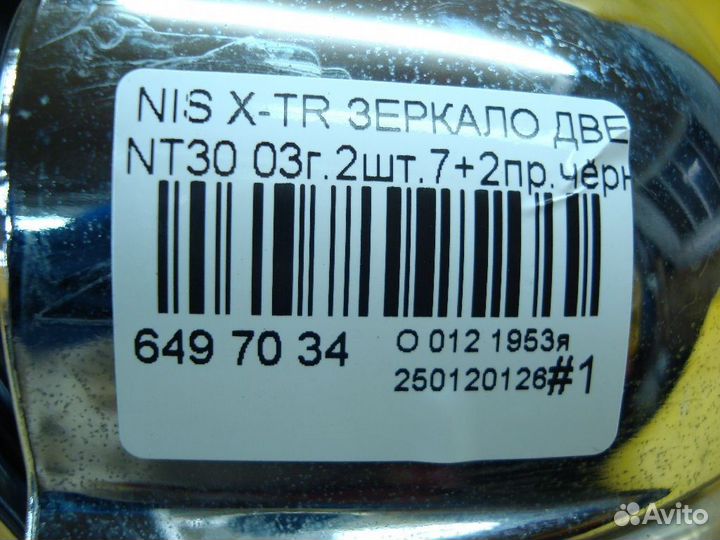 NIS X-TR ЗЕРКАЛО ДВЕ
NT30 03г.2шт.7+2пр.чёрн
649 70 34
О 012 1953я
250120126#1
Avito